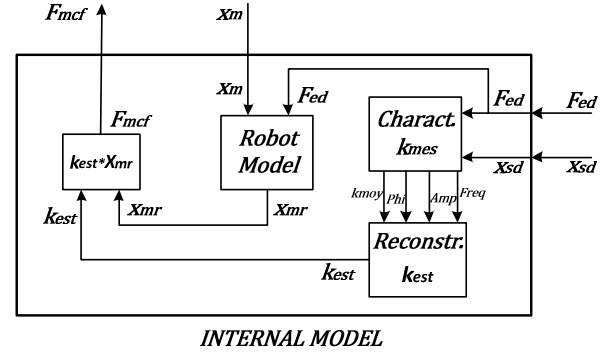 Fmcf
xm
xm
Fed
Fed
Fed
Fmcf
Charact.
kmes
Robot
Model
kest*Xmr
xsd
xsd
kmoy
Phi
Amp
Freq
kest
xmr
xmr
Reconstr.
kest
kest
INTERNAL MODEL